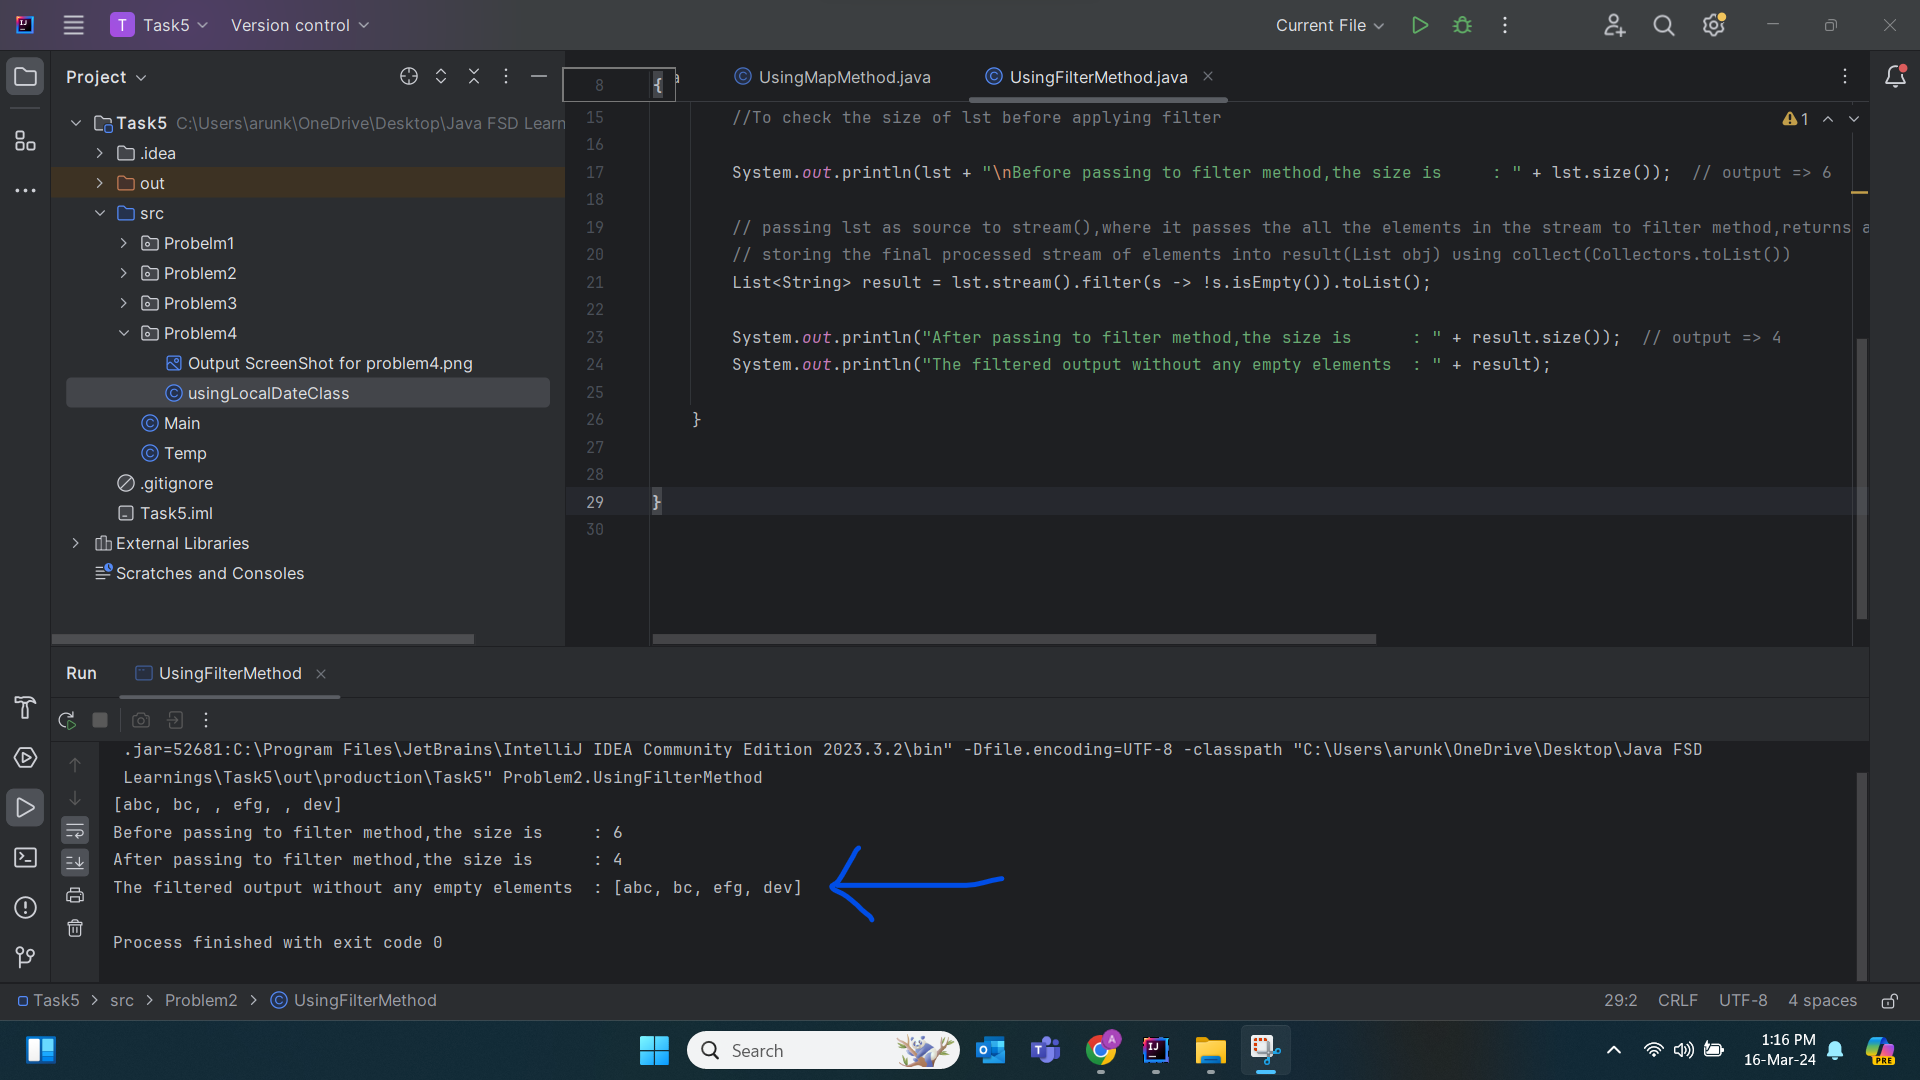 T Task5 Version control Current File
Project
Task5 C:\Users\arunk\OneDrive\Desktop\Java FSD Learn
.idea
out
src
Probelm1
Problem2
Problem3
Problem4
Output ScreenShot for problem4.png
usingLocalDateClass
Main
Temp
.gitignore
Task5.iml
External Libraries
Scratches and Consoles
a UsingMapMethod.java UsingFilterMethod.java
8 {
15 //To check the size of lst before applying filter
1
16
17 System.out.println(lst + "\nBefore passing to filter method,the size is     : " + lst.size());  // output => 6
18
19 // passing lst as source to stream(),where it passes the all the elements in the stream to filter method,returns a
20 // storing the final processed stream of elements into result(List obj) using collect(Collectors.toList())
21 List<String> result = lst.stream().filter(s -> !s.isEmpty()).toList();
22
23 System.out.println("After passing to filter method,the size is      : " + result.size());  // output => 4
24 System.out.println("The filtered output without any empty elements  : " + result);
25
26 }
27
28
29 }
30
Run UsingFilterMethod
.jar=52681:C:\Program Files\JetBrains\IntelliJ IDEA Community Edition 2023.3.2\bin" -Dfile.encoding=UTF-8 -classpath "C:\Users\arunk\OneDrive\Desktop\Java FSD
Learnings\Task5\out\production\Task5" Problem2.UsingFilterMethod
[abc, bc, , efg, , dev]
Before passing to filter method,the size is     : 6
After passing to filter method,the size is      : 4
The filtered output without any empty elements  : [abc, bc, efg, dev]
Process finished with exit code 0
Task5 > src > Problem2 > UsingFilterMethod
29:2 CRLF UTF-8 4 spaces
Search
1:16 PM
16-Mar-24